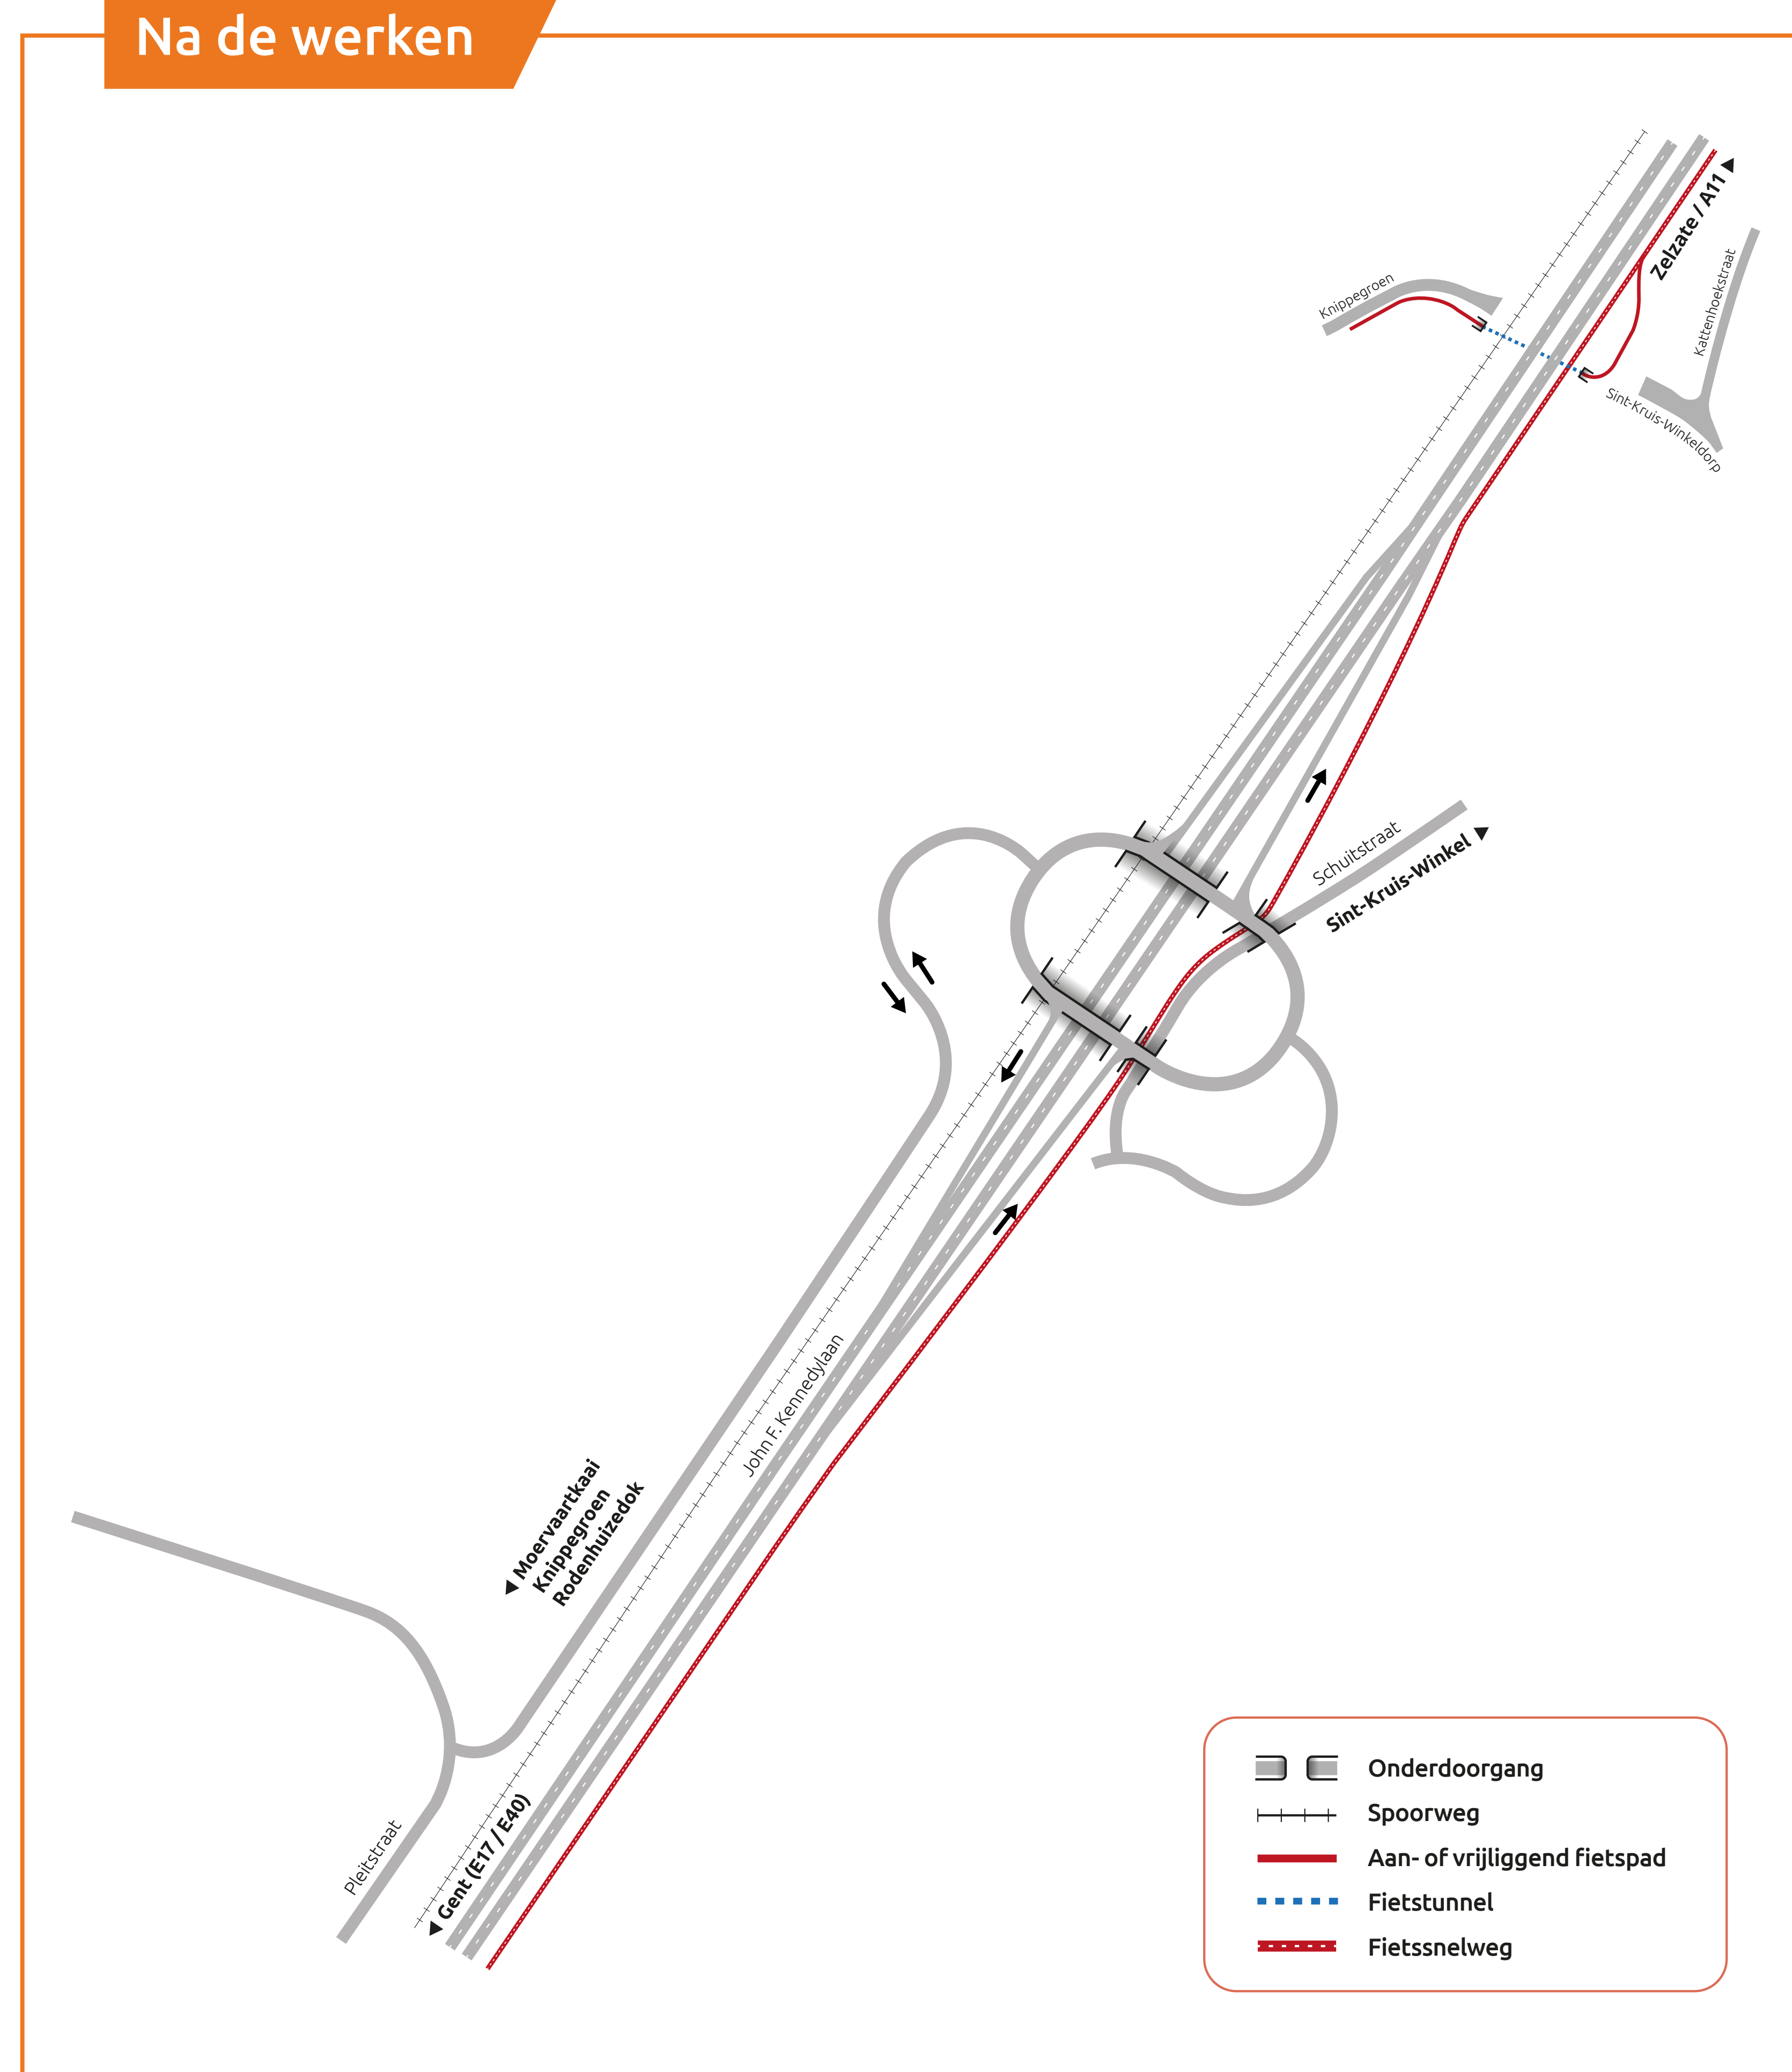 Na de werken
Zelzate / A11
Knippegroen
Kattenhoekstraat
Sint-Kruis-Winkeldorp
Schuitstraat
Sint-Kruis-Winkel
John F. Kennedylaan
Moervaartkaai
Knippegroen
Rodenhuizedok
Gent (E17 / E40)
Pleitstraat
Onderdoorgang
Spoorweg
Aan- of vrijliggend fietspad
Fietstunnel
Fietssnelweg